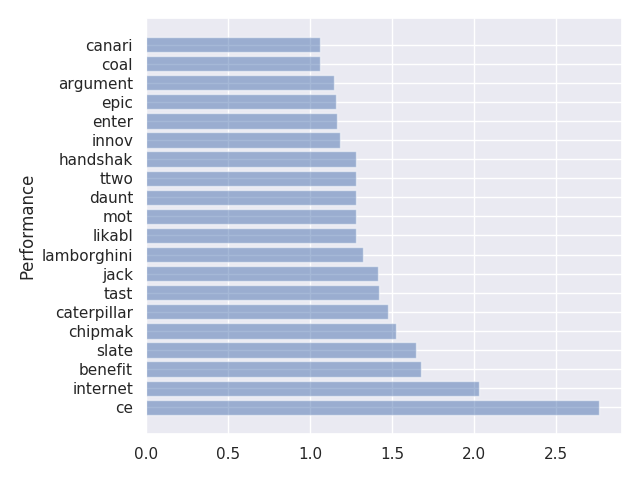 canari
coal
argument
epic
enter
innov
handshak
ttwo
daunt
mot
likabl
lamborghini
jack
tast
caterpillar
chipmak
slate
benefit
internet
ce
Performance
0.0 0.5 1.0 1.5 2.0 2.5